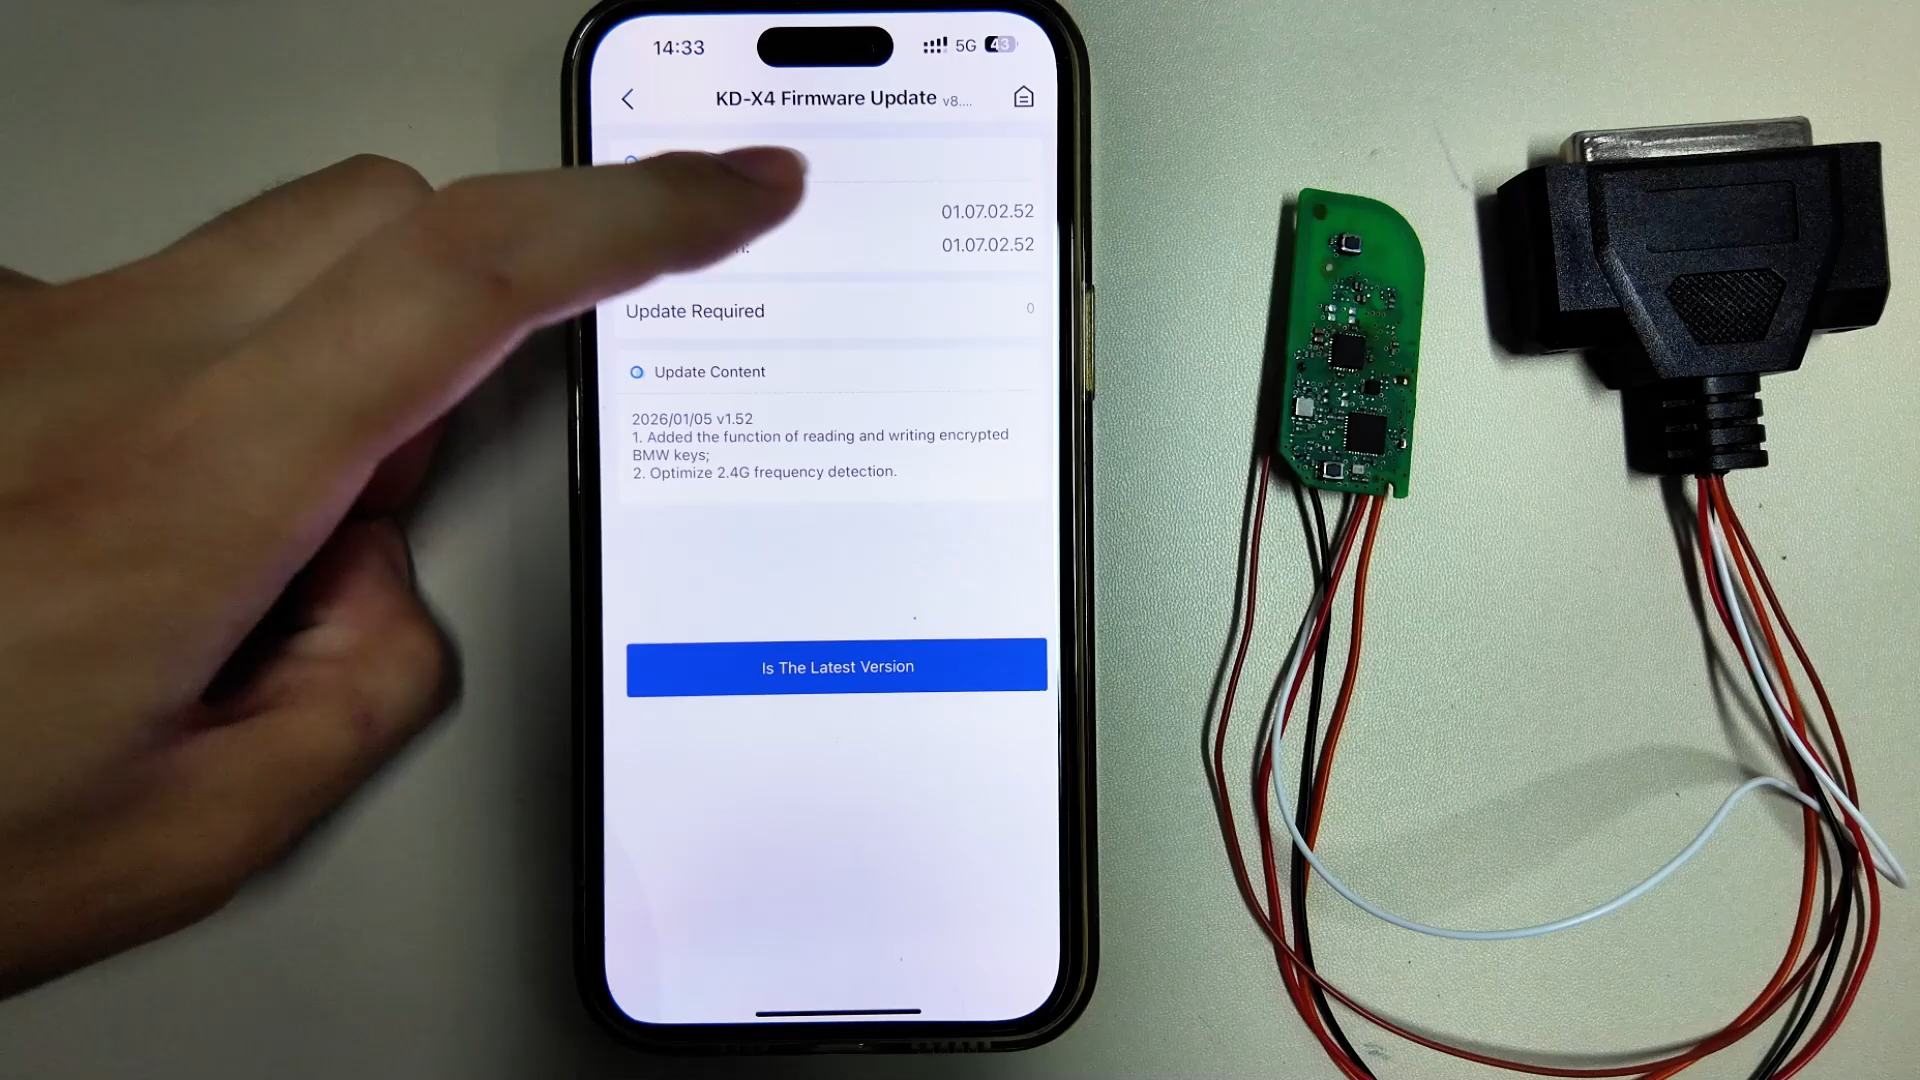 14:33
5G 43
KD-X4 Firmware Update v8....
01.07.02.52
01.07.02.52
Update Required 0
Update Content
2026/01/05 v1.52
1. Added the function of reading and writing encrypted
BMW keys;
2. Optimize 2.4G frequency detection.
Is The Latest Version